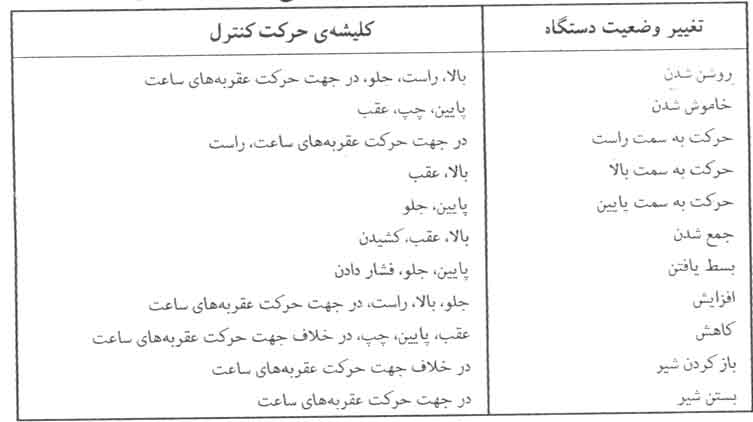 تغییر وضعیت دستگاه	کلیشه‌ی حرکت کنترل
روشن شدن	بالا، راست، جلو، در جهت حرکت عقربه‌های ساعت
خاموش شدن	پایین، چپ، عقب
حرکت به سمت راست	در جهت حرکت عقربه‌های ساعت، راست
حرکت به سمت بالا	بالا، عقب
حرکت به سمت پایین	پایین، جلو
جمع شدن	بالا، عقب، کشیدن
بسط یافتن	پایین، جلو، فشار دادن
افزایش	جلو، بالا، راست، در جهت حرکت عقربه‌های ساعت
کاهش	عقب، پایین، چپ، در خلاف جهت حرکت عقربه‌های ساعت
باز کردن شیر	در خلاف جهت حرکت عقربه‌های ساعت
بستن شیر	در جهت حرکت عقربه‌های ساعت